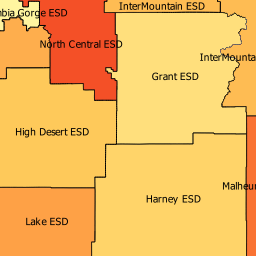 InterMountain ESD
bia Gorge ESD
North Central ESD
InterMounta
Grant ESD
High Desert ESD
Malheu
Harney ESD
Lake ESD